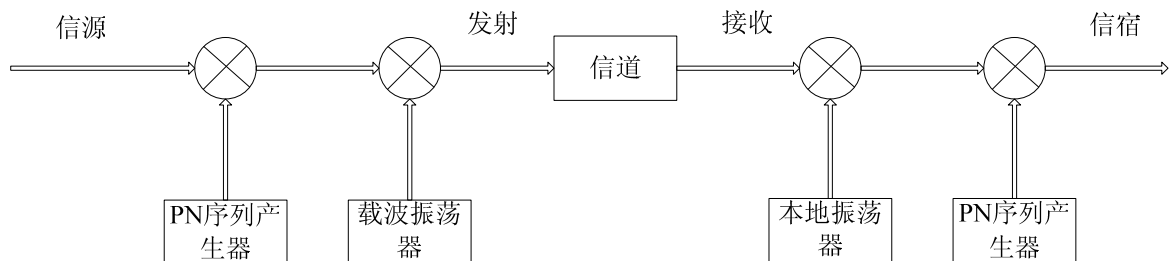 信源
发射
信道
接收
信宿
PN序列产
生器
载波振荡
器
本地振荡
器
PN序列产
生器